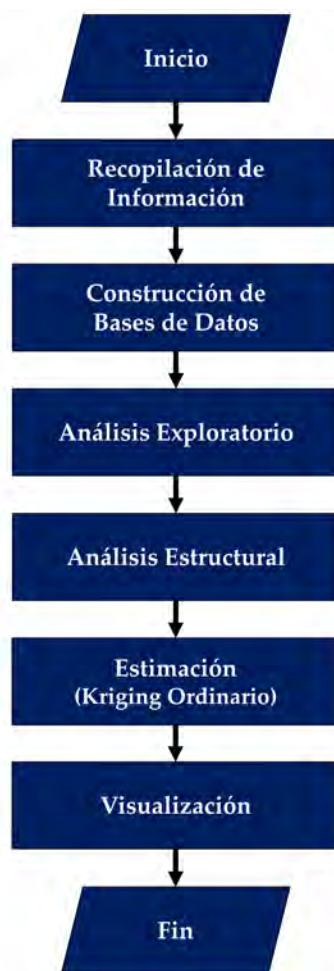 Inicio
Recopilación de
Información
Construcción de
Bases de Datos
Análisis Exploratorio
Análisis Estructural
Estimación
(Kriging Ordinario)
Visualización
Fin